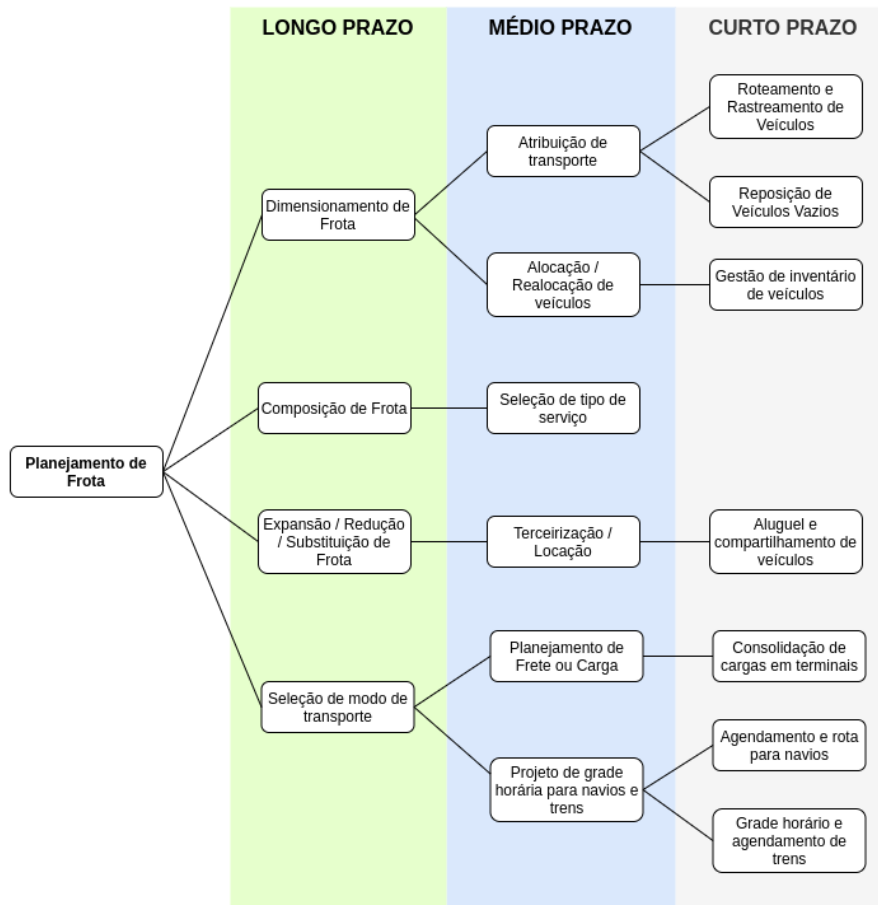 LONGO PRAZO
MÉDIO PRAZO
CURTO PRAZO
Planejamento de
Frota
Dimensionamento de
Frota
Atribuição de
transporte
Roteamento e
Rastreamento de
Veículos
Reposição de
Veículos Vazios
Alocação /
Realocação de
veículos
Gestão de inventário
de veículos
Composição de Frota
Seleção de tipo de
serviço
Expansão / Redução
/ Substituição de
Frota
Terceirização /
Locação
Aluguel e
compartilhamento de
veículos
Seleção de modo de
transporte
Planejamento de
Frete ou Carga
Consolidação de
cargas em terminais
Projeto de grade
horária para navios e
trens
Agendamento e rota
para navios
Grade horário e
agendamento de
trens